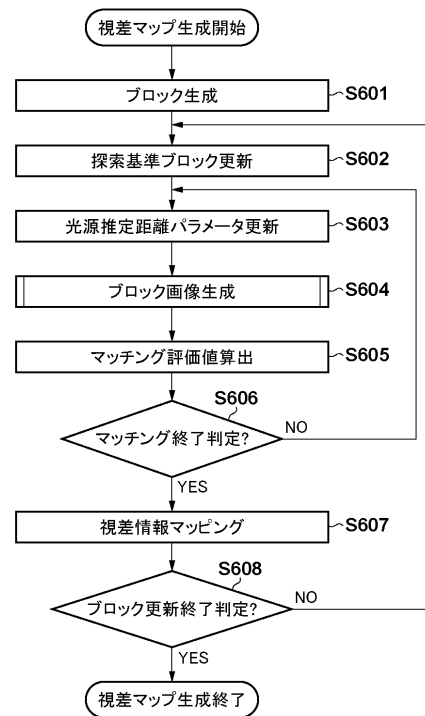 視差マップ生成開始
ブロック生成 S601
探索基準ブロック更新 S602
光源推定距離パラメータ更新 S603
ブロック画像生成 S604
マッチング評価値算出 S605
S606
マッチング終了判定? NO
YES
視差情報マッピング S607
S608
ブロック更新終了判定? NO
YES
視差マップ生成終了